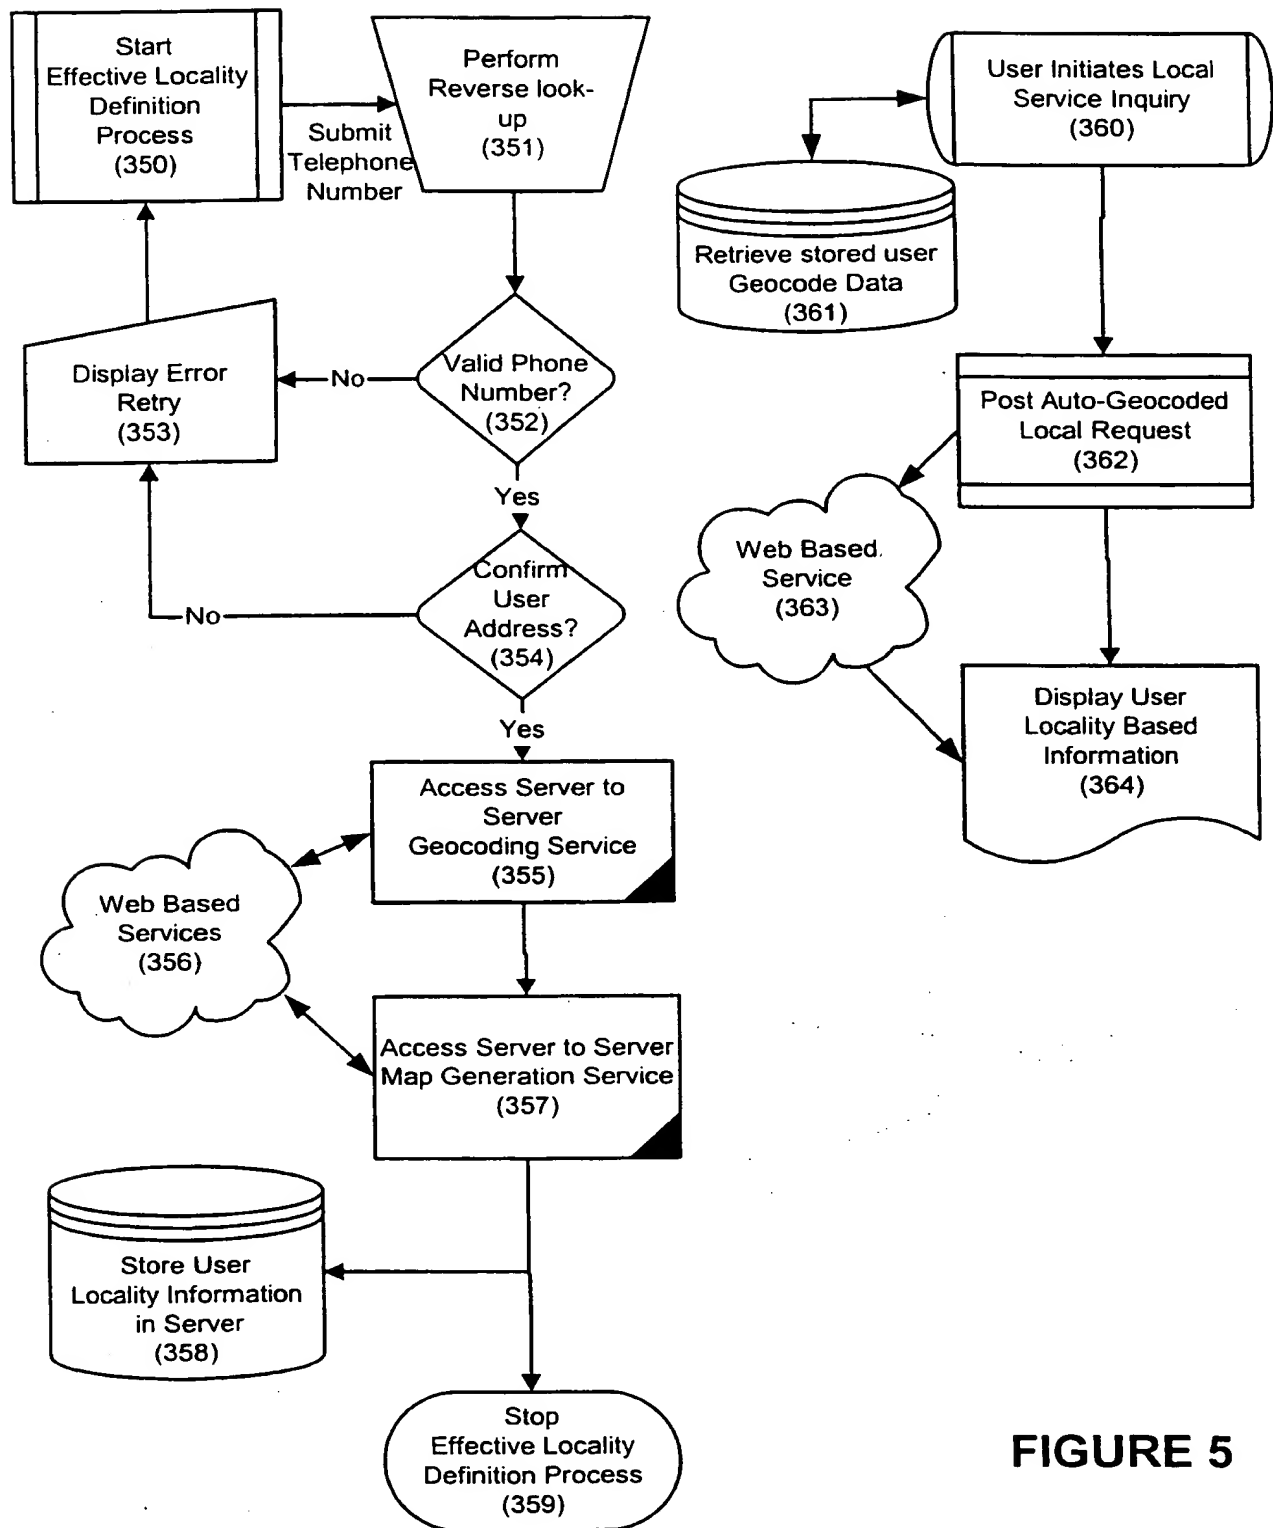 Start
Effective Locality
Definition
Process
(350)
Submit
Telephone
Number
Perform
Reverse look-
up
(351)
Valid Phone
Number?
(352)
No
Display Error
Retry
(353)
Yes
Confirm
User
Address?
(354)
No
Yes
Access Server to
Server
Geocoding Service
(355)
Web Based
Services
(356)
Access Server to Server
Map Generation Service
(357)
Store User
Locality Information
in Server
(358)
Stop
Effective Locality
Definition Process
(359)
User Initiates Local
Service Inquiry
(360)
Retrieve stored user
Geocode Data
(361)
Post Auto-Geocoded
Local Request
(362)
Web Based
Service
(363)
Display User
Locality Based
Information
(364)
FIGURE 5